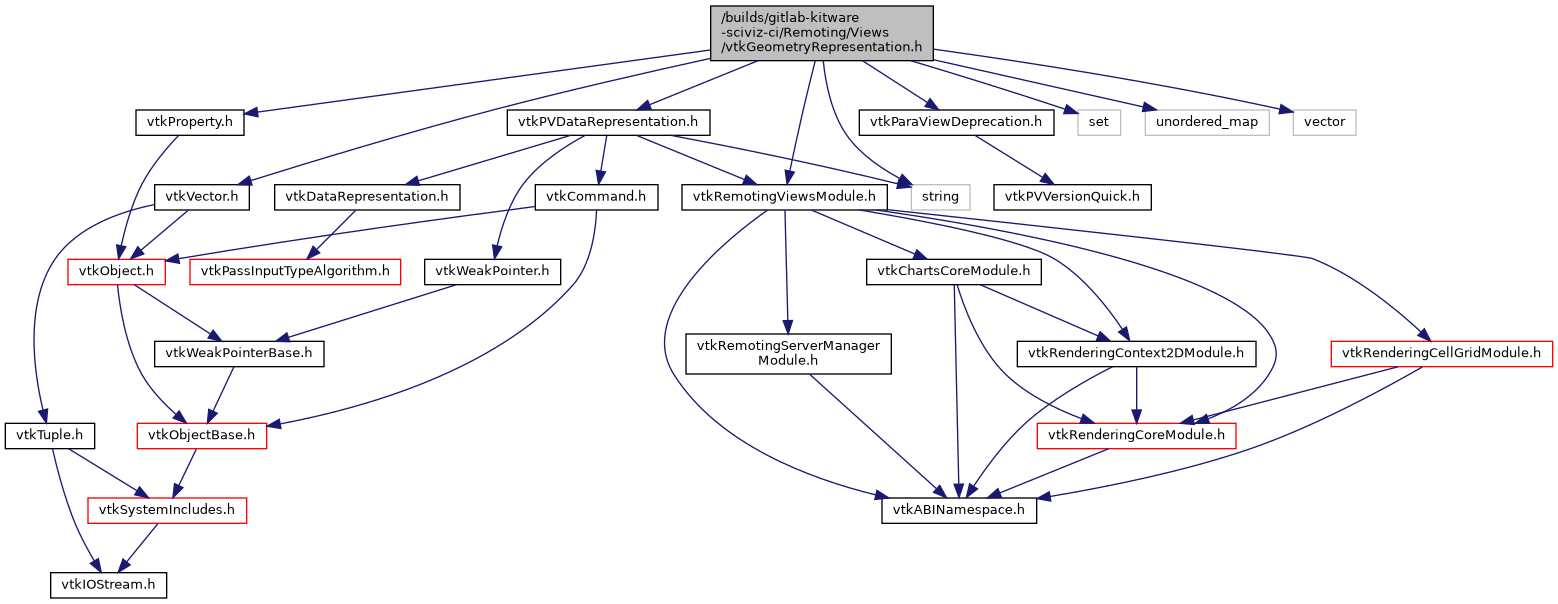 /builds/gitlab-kitware
-sciviz-ci/Remoting/Views
/vtkGeometryRepresentation.h
vtkProperty.h
vtkPVDataRepresentation.h
vtkParaViewDeprecation.h
set
unordered_map
vector
vtkVector.h
vtkDataRepresentation.h
vtkCommand.h
vtkRemotingViewsModule.h
string
vtkPVVersionQuick.h
vtkObject.h
vtkPassInputTypeAlgorithm.h
vtkWeakPointer.h
vtkChartsCoreModule.h
vtkWeakPointerBase.h
vtkRemotingServerManager
Module.h
vtkRenderingContext2DModule.h
vtkRenderingCellGridModule.h
vtkTuple.h
vtkObjectBase.h
vtkRenderingCoreModule.h
vtkSystemIncludes.h
vtkABINamespace.h
vtkIOStream.h